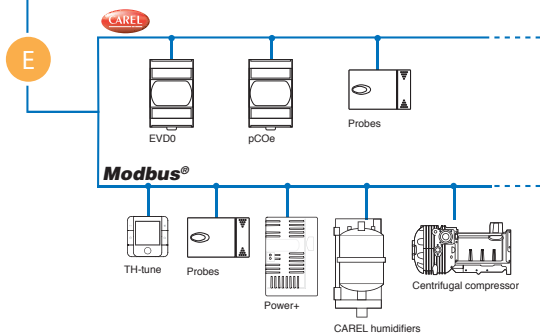 CAREL
E
EVD0
pCOe
Probes
Modbus®
TH-tune
Probes
Power+
CAREL humidifiers
Centrifugal compressor